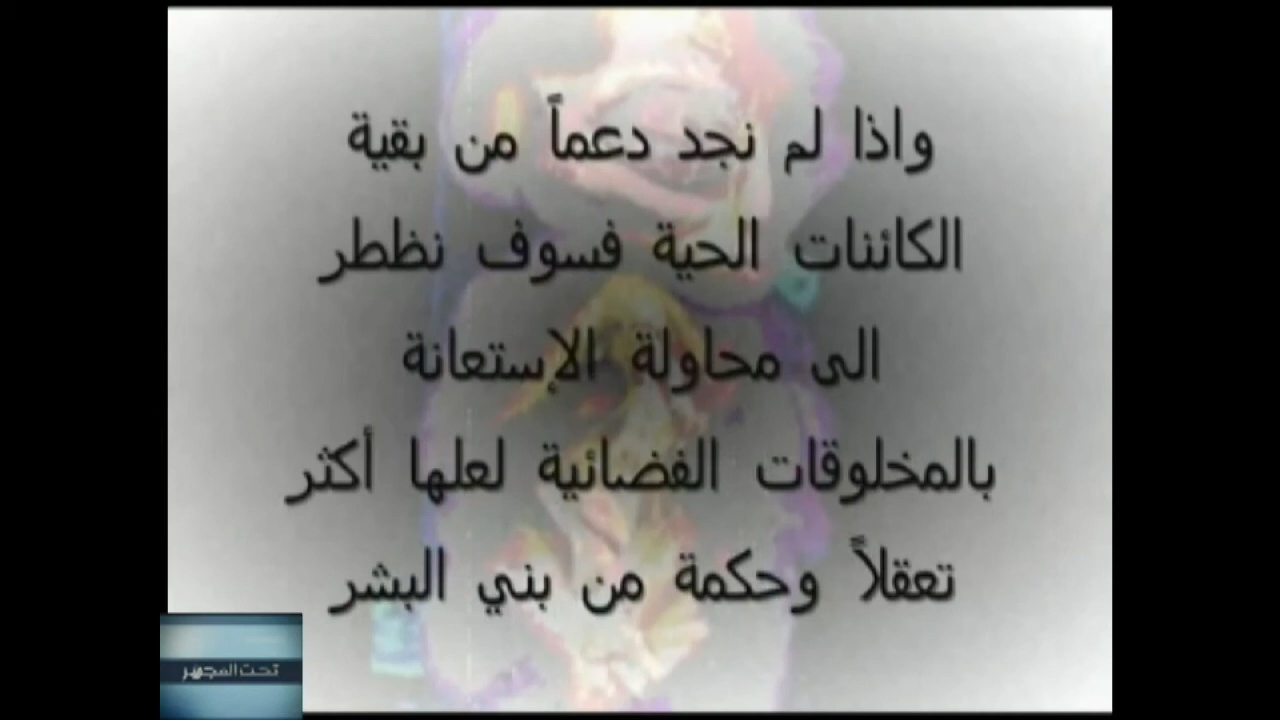 واذا لم نجد دعماً من بقية
الكائنات الحية فسوف نظطر
الى محاولة الإستعانة
بالمخلوقات الفضائية لعلها أكثر
تعقلاً وحكمة من بني البشر
تحت المجهر